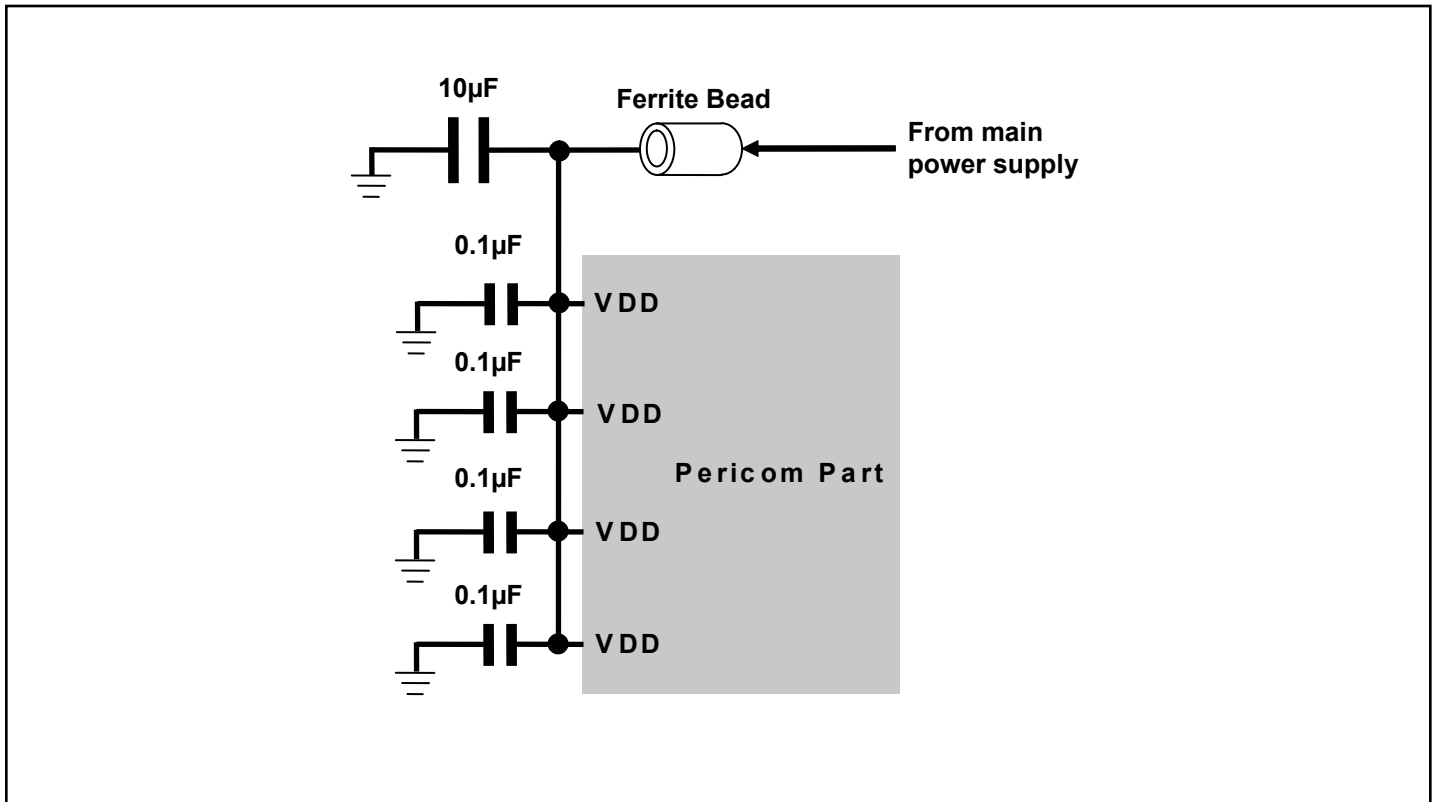 10µF
Ferrite Bead
From main
power supply
0.1µF
VDD
0.1µF
VDD
Pericom Part
0.1µF
VDD
0.1µF
VDD